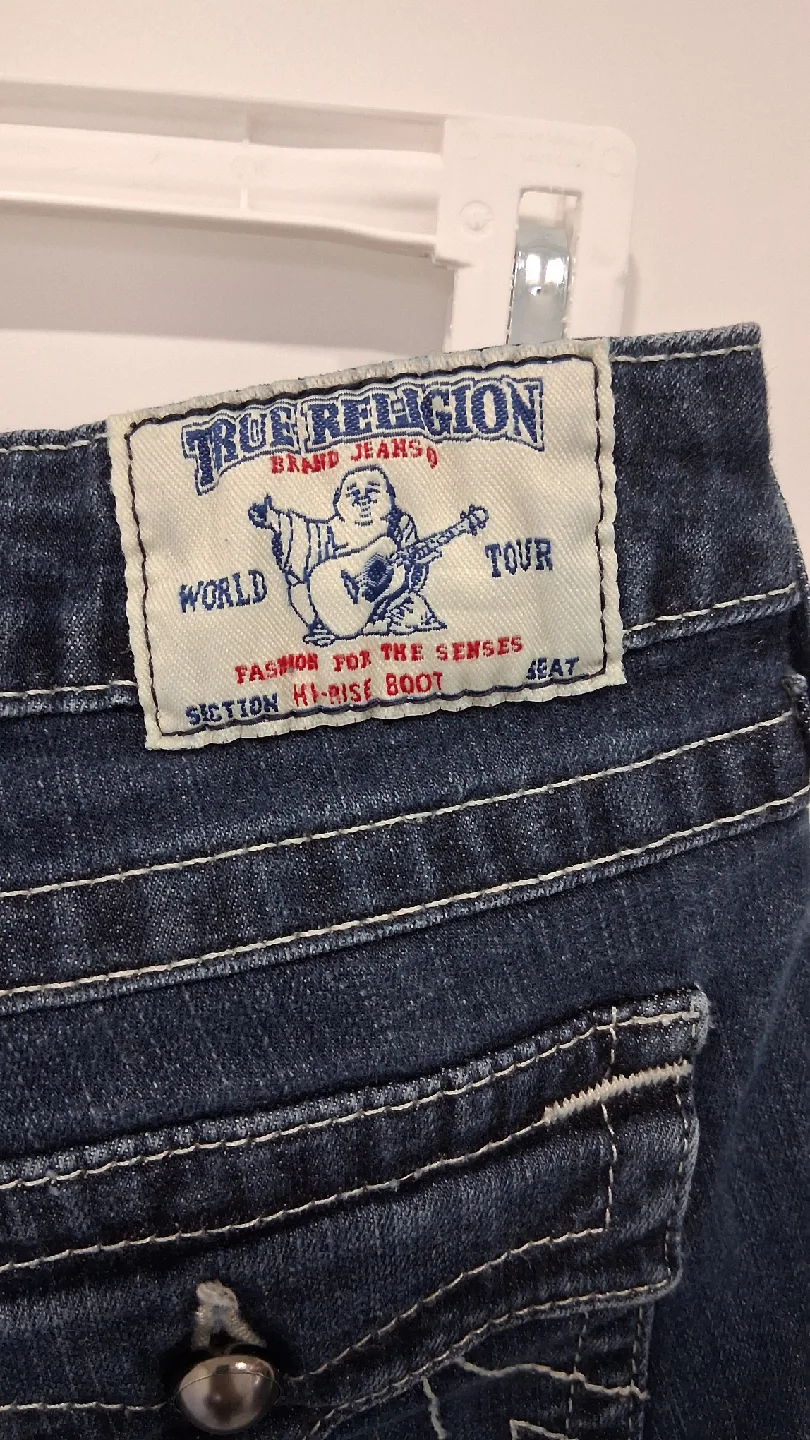 TRUE RELIGION
BRAND JEANS
WORLD TOUR
FASHION FOR THE SENSES
SECTION HI-RISE BOOT SEAT